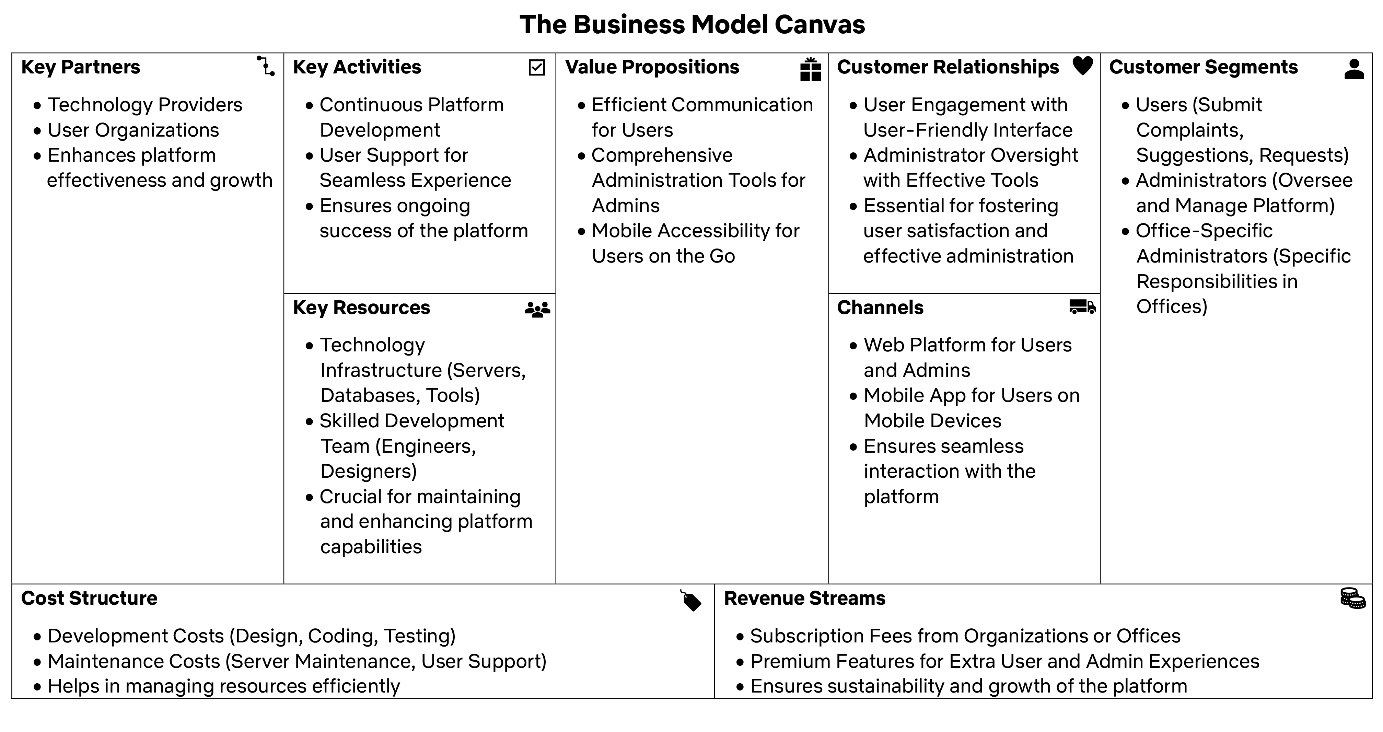 The Business Model Canvas
Key Partners
• Technology Providers
• User Organizations
• Enhances platform
effectiveness and growth
Key Activities
• Continuous Platform
Development
• User Support for
Seamless Experience
• Ensures ongoing
success of the platform
Key Resources
• Technology
Infrastructure (Servers,
Databases, Tools)
• Skilled Development
Team (Engineers,
Designers)
• Crucial for maintaining
and enhancing platform
capabilities
Value Propositions
• Efficient Communication
for Users
• Comprehensive
Administration Tools for
Admins
• Mobile Accessibility for
Users on the Go
Customer Relationships
• User Engagement with
User-Friendly Interface
• Administrator Oversight
with Effective Tools
• Essential for fostering
user satisfaction and
effective administration
Channels
• Web Platform for Users
and Admins
• Mobile App for Users on
Mobile Devices
• Ensures seamless
interaction with the
platform
Customer Segments
• Users (Submit
Complaints,
Suggestions, Requests)
• Administrators (Oversee
and Manage Platform)
• Office-Specific
Administrators (Specific
Responsibilities in
Offices)
Cost Structure
• Development Costs (Design, Coding, Testing)
• Maintenance Costs (Server Maintenance, User Support)
• Helps in managing resources efficiently
Revenue Streams
• Subscription Fees from Organizations or Offices
• Premium Features for Extra User and Admin Experiences
• Ensures sustainability and growth of the platform